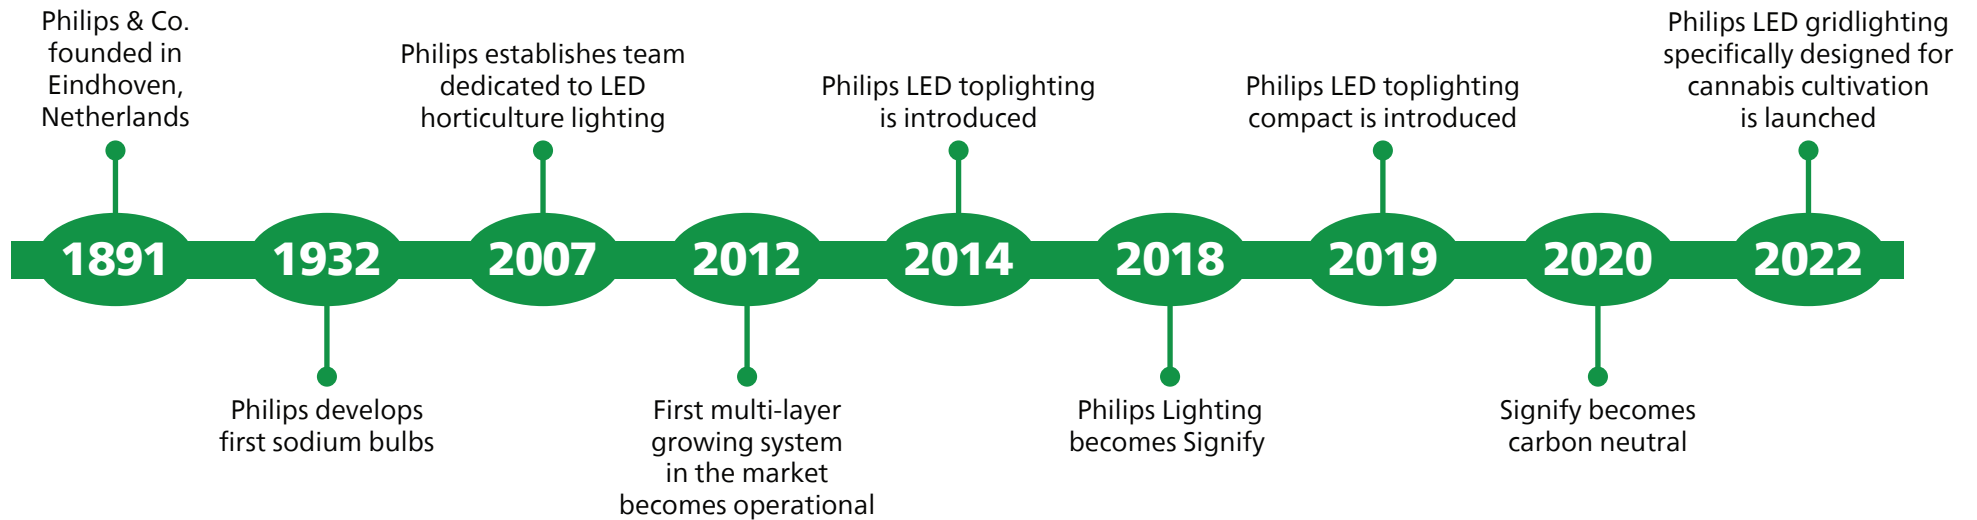 Philips & Co.
founded in
Eindhoven,
Netherlands
Philips establishes team
dedicated to LED
horticulture lighting
Philips LED toplighting
is introduced
Philips LED toplighting
compact is introduced
Philips LED gridlighting
specifically designed for
cannabis cultivation
is launched
1891
1932
2007
2012
2014
2018
2019
2020
2022
Philips develops
first sodium bulbs
First multi-layer
growing system
in the market
becomes operational
Philips Lighting
becomes Signify
Signify becomes
carbon neutral